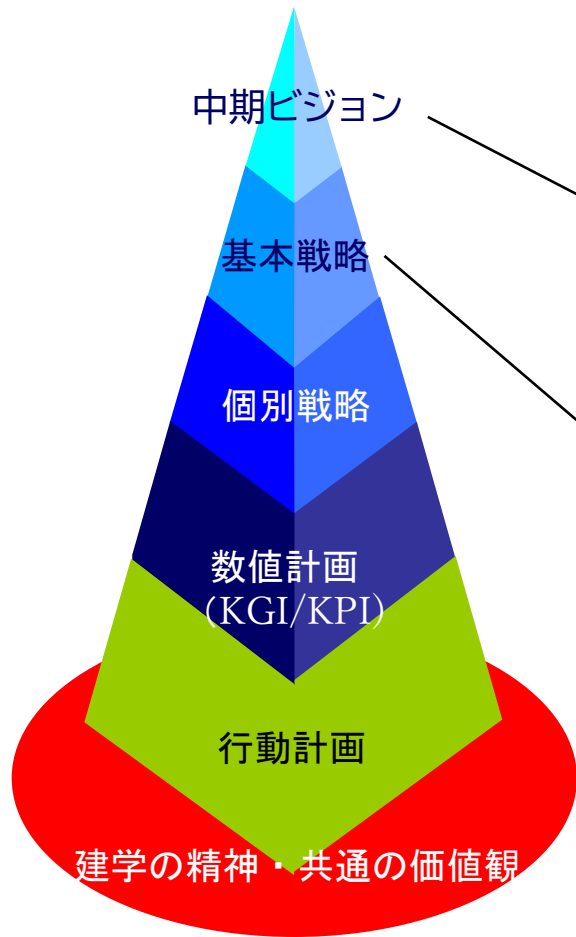 中期ビジョン
基本戦略
個別戦略
数値計画
(KGI/KPI)
行動計画
建学の精神・共通の価値観